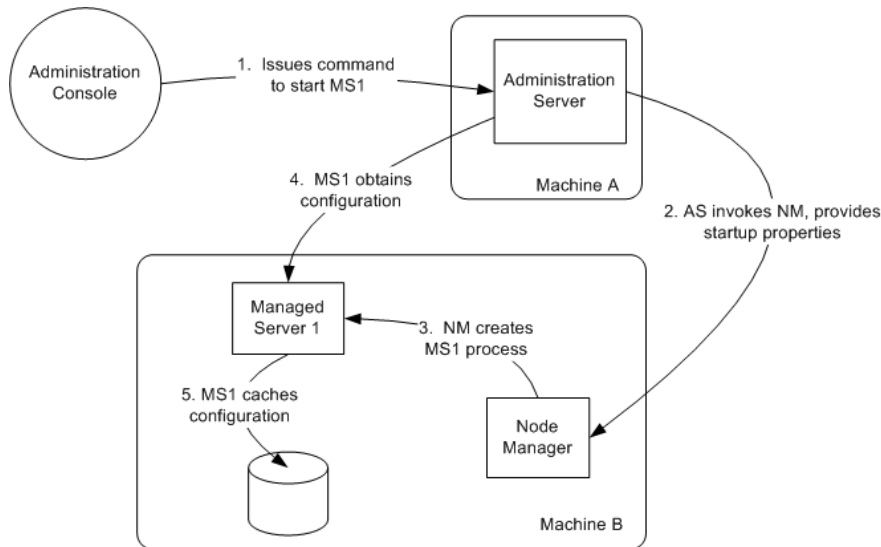 Administration
Console
1. Issues command
to start MS1
Administration
Server
Machine A
4. MS1 obtains
configuration
2. AS invokes NM, provides
startup properties
Managed
Server 1
3. NM creates
MS1 process
5. MS1 caches
configuration
Node
Manager
Machine B